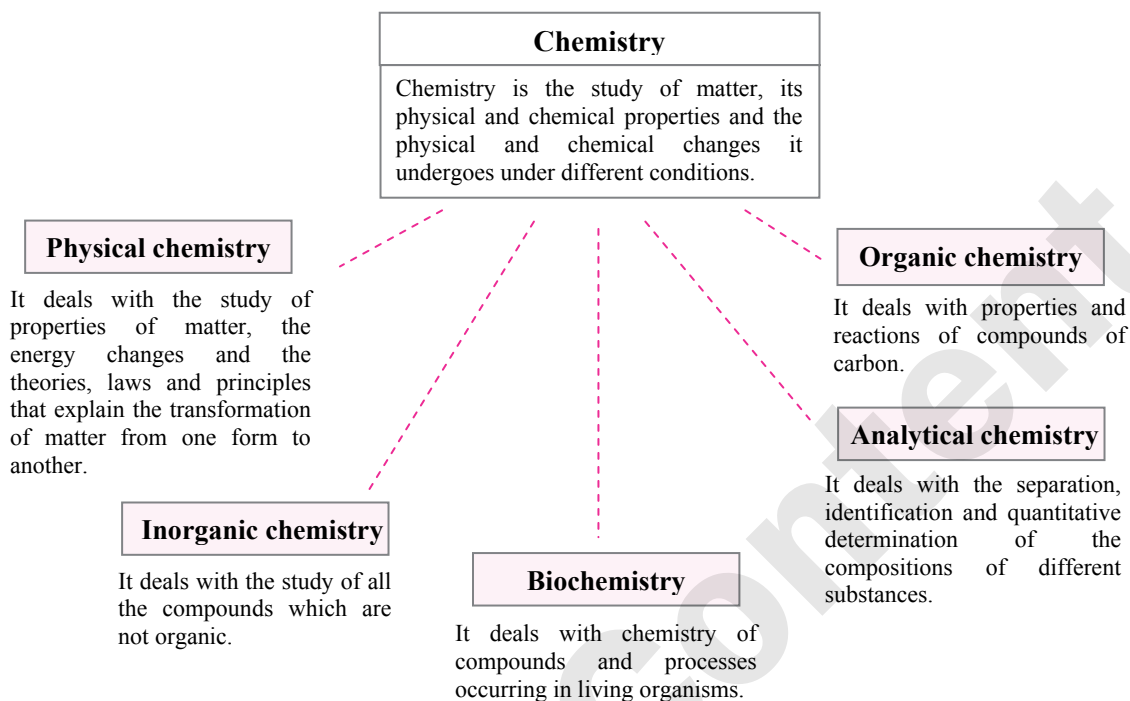 Chemistry
Chemistry is the study of matter, its
physical and chemical properties and the
physical and chemical changes it
undergoes under different conditions.
Physical chemistry
It deals with the study of
properties of matter, the
energy changes and the
theories, laws and principles
that explain the transformation
of matter from one form to
another.
Organic chemistry
It deals with properties and
reactions of compounds of
carbon.
Analytical chemistry
It deals with the separation,
identification and quantitative
determination of the
compositions of different
substances.
Inorganic chemistry
It deals with the study of all
the compounds which are
not organic.
Biochemistry
It deals with chemistry of
compounds and processes
occurring in living organisms.
Content